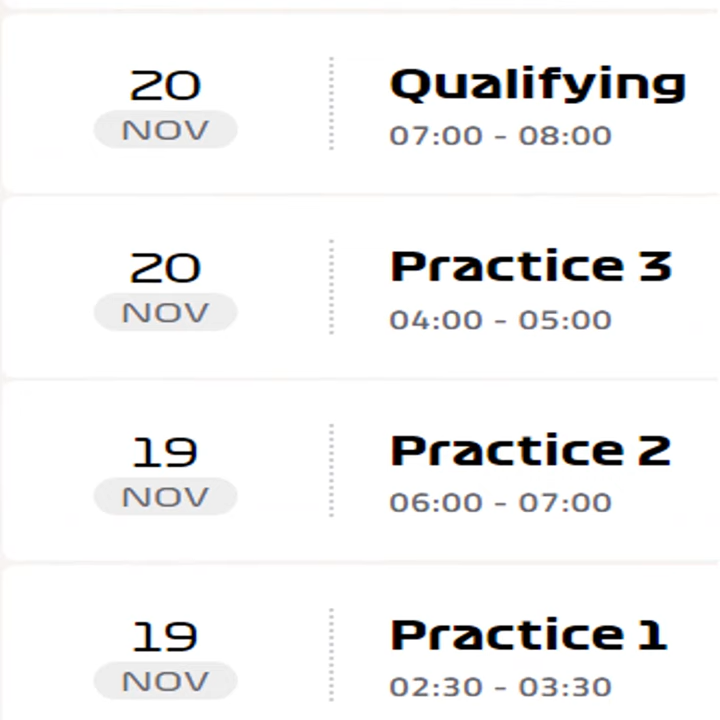 20
NOV
Qualifying
07:00 - 08:00
20
NOV
Practice 3
04:00 - 05:00
19
NOV
Practice 2
06:00 - 07:00
19
NOV
Practice 1
02:30 - 03:30